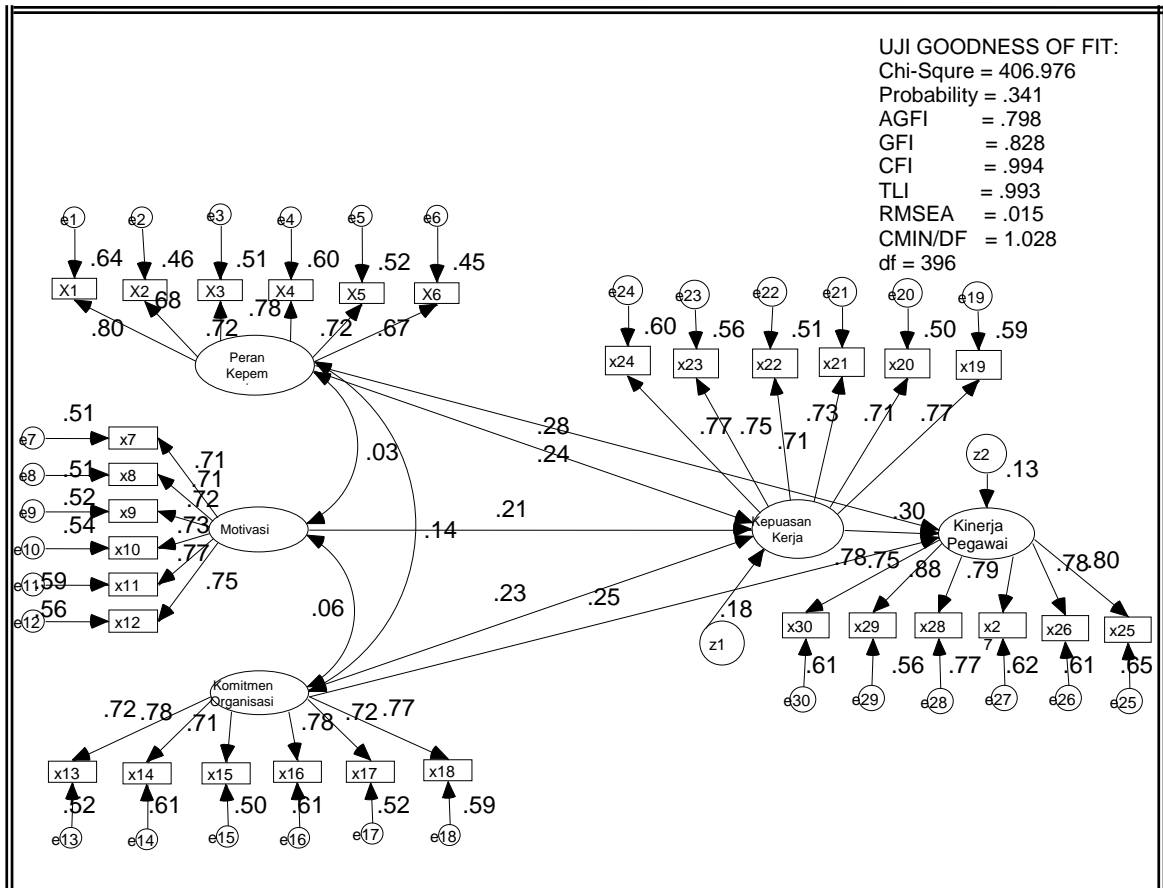 UJI GOODNESS OF FIT:
Chi-Squre = 406.976
Probability = .341
AGFI = .798
GFI = .828
CFI = .994
TLI = .993
RMSEA = .015
CMIN/DF = 1.028
df = 396
e1 e2 e3 e4 e5 e6
.64 .46 .51 .60 .52 .45
X1 X2 X3 X4 X5 X6
.80 .68 .72 .78 .72 .67
Peran
Kepem
e24 e23 e22 e21 e20 e19
.60 .56 .51 .50 .59
x24 x23 x22 x21 x20 x19
.77 .75 .71 .73 .71 .77
.28
.24
.03
.14
.51
e7 x7 .71
e8 .51 x8 .71
e9 .52 x9 .72
e10 .54 x10 .73
e11 .59 x11 .77
e12 .56 x12 .75
Motivasi
.21
Kepuasan
Kerja
.30
z2 .13
Kinerja
Pegawai
.06
.23
.25
.18
z1
.78 .75 .88 .79 .78 .80
x30 x29 x28 x2 x26 x25
7
.61 .56 .77 .62 .61 .65
e30 e29 e28 e27 e26 e25
Komitmen
Organisasi
.72 .78 .71 .78 .72 .77
x13 x14 x15 x16 x17 x18
.52 .61 .50 .61 .52 .59
e13 e14 e15 e16 e17 e18